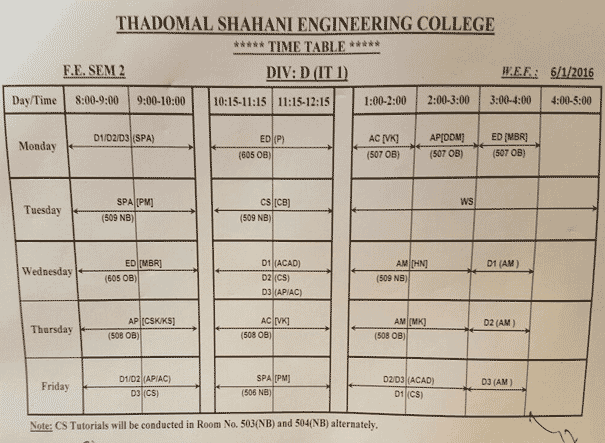 THADOMAL SHAHANI ENGINEERING COLLEGE
***** TIME TABLE *****
F.E. SEM 2 DIV: D (IT 1) W.E.F.: 6/1/2016
Day/Time 8:00-9:00 9:00-10:00 10:15-11:15 11:15-12:15 1:00-2:00 2:00-3:00 3:00-4:00 4:00-5:00
Monday D1/D2/D3 (SPA) ED (P) (605 OB) AC [VK] (507 OB) AP[DDM] (507 OB) ED [MBR] (507 OB)
Tuesday SPA [PM] (509 NB) CS [CB] (509 NB) WS
Wednesday ED [MBR] (605 OB) D1 (ACAD) D2 (CS) D3 (AP/AC) AM [HN] (509 NB) D1 (AM )
Thursday AP [CSK/KS] (508 OB) AC [VK] (508 OB) AM [MK] (508 OB) D2 (AM )
Friday D1/D2 (AP/AC) D3 (CS) SPA [PM] (506 NB) D2/D3 (ACAD) D1 (CS) D3 (AM )
Note: CS Tutorials will be conducted in Room No. 503(NB) and 504(NB) alternately.